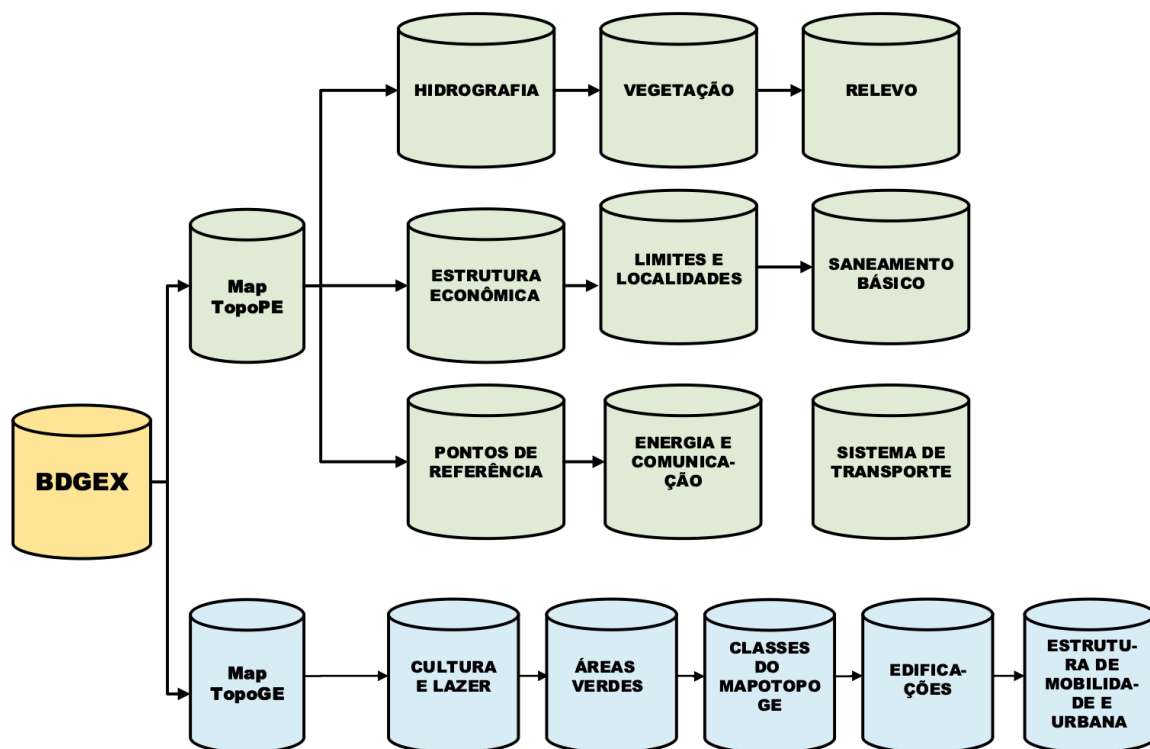 HIDROGRAFIA
VEGETAÇÃO
RELEVO
Map
TopoPE
ESTRUTURA
ECONÔMICA
LIMITES E
LOCALIDADES
SANEAMENTO
BÁSICO
PONTOS DE
REFERÊNCIA
ENERGIA E
COMUNICA-
ÇÃO
SISTEMA DE
TRANSPORTE
BDGEX
Map
TopoGE
CULTURA
E LAZER
ÁREAS
VERDES
CLASSES
DO
MAPOTOPO
GE
EDIFICA-
ÇÕES
ESTRUTU-
RA DE
MOBILIDA-
DE E
URBANA